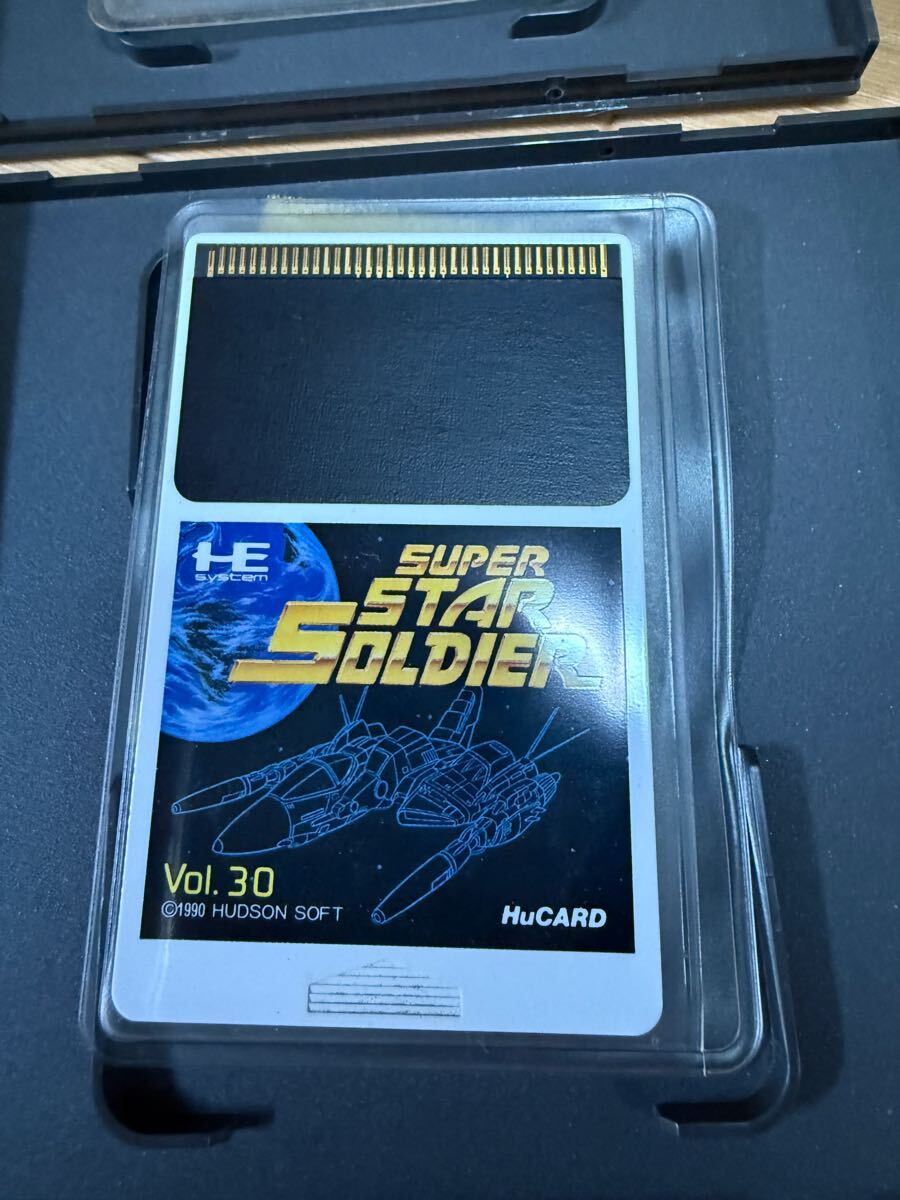 HE
system
SUPER
STAR
SOLDIER
Vol. 30
©1990 HUDSON SOFT
HuCARD